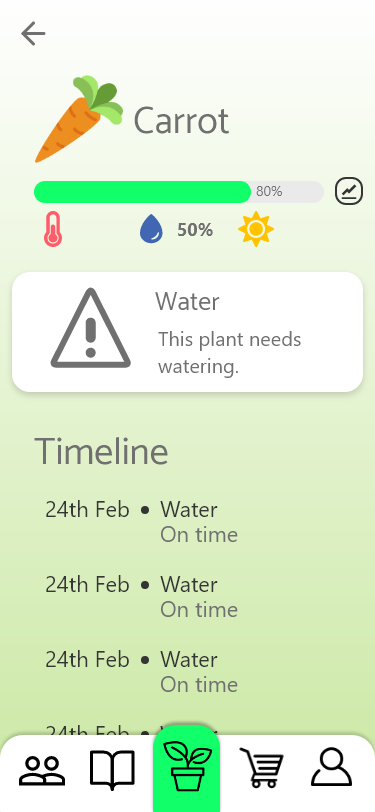 Carrot
80%
50%
Water
This plant needs
watering.
Timeline
24th Feb • Water
On time
24th Feb • Water
On time
24th Feb • Water
On time
24th Feb